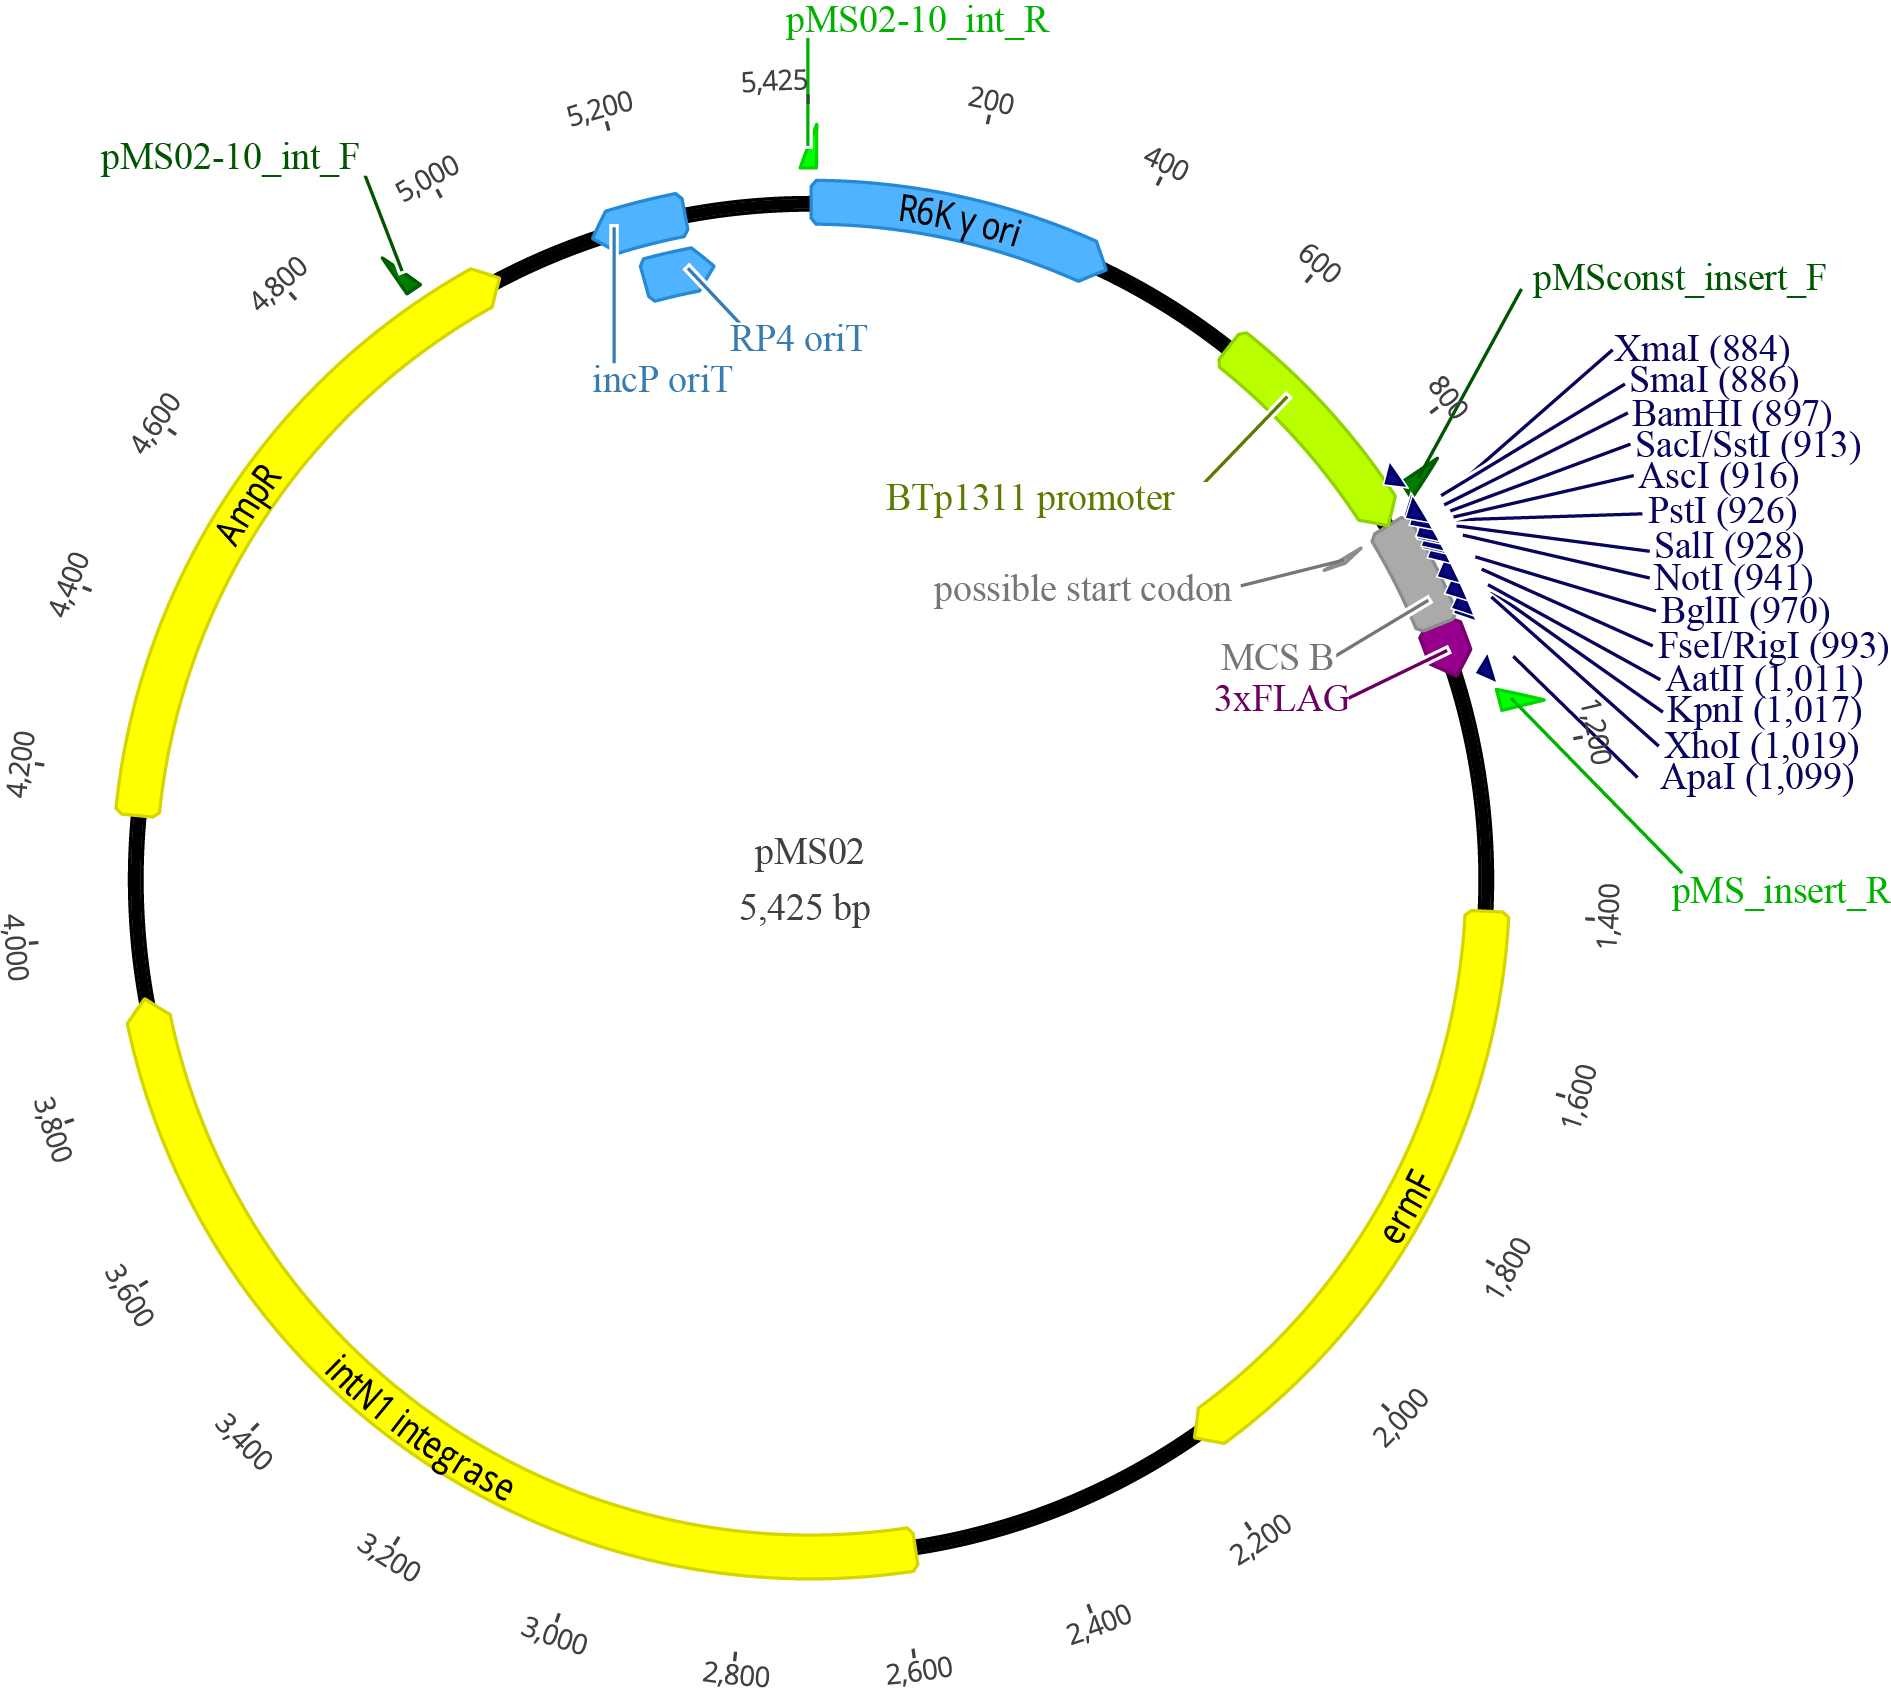 pMS02-10_int_R
5,425
200
400
600
800
1,200
1,400
1,600
1,800
2,000
2,200
2,400
2,600
2,800
3,000
3,200
3,400
3,600
3,800
4,000
4,200
4,400
4,600
4,800
5,000
5,200
pMS02-10_int_F
R6K γ ori
RP4 oriT
incP oriT
AmpR
BTp1311 promoter
possible start codon
MCS B
3xFLAG
pMSconst_insert_F
XmaI (884)
SmaI (886)
BamHI (897)
SacI/SstI (913)
AscI (916)
PstI (926)
SalI (928)
NotI (941)
BglII (970)
FseI/RigI (993)
AatII (1,011)
KpnI (1,017)
XhoI (1,019)
ApaI (1,099)
pMS_insert_R
pMS02
5,425 bp
ermF
intN1 integrase